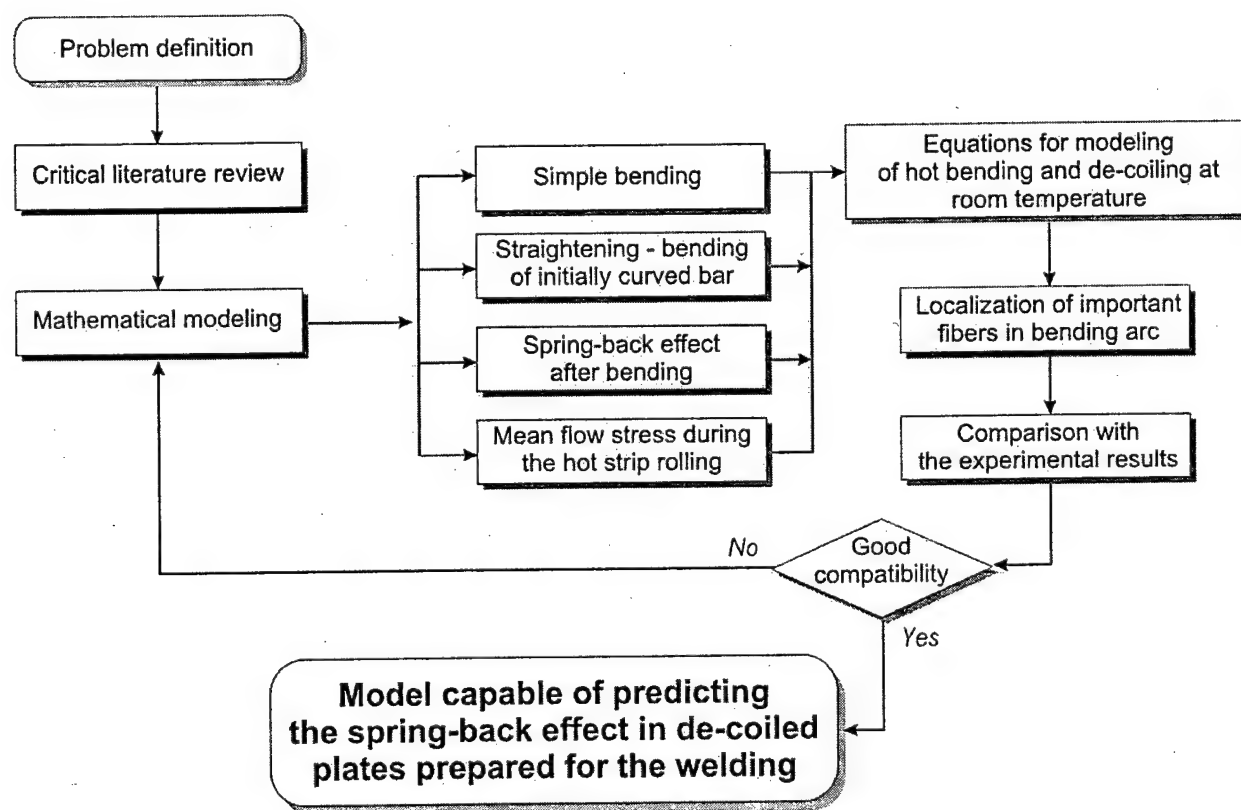 Problem definition
Critical literature review
Mathematical modeling
Simple bending
Straightening - bending
of initially curved bar
Spring-back effect
after bending
Mean flow stress during
the hot strip rolling
Equations for modeling
of hot bending and de-coiling at
room temperature
Localization of important
fibers in bending arc
Comparison with
the experimental results
Good
compatibility
No
Yes
Model capable of predicting
the spring-back effect in de-coiled
plates prepared for the welding